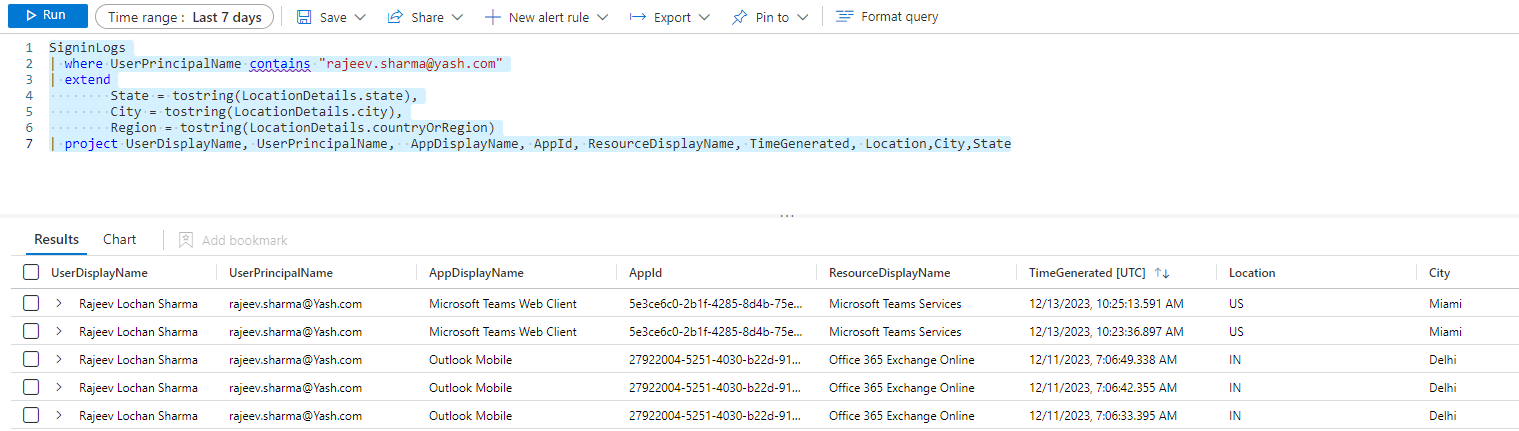 Run Time range : Last 7 days Save Share New alert rule Export Pin to Format query
1 SigninLogs
2 | where UserPrincipalName contains "rajeev.sharma@yash.com"
3 | extend
4 State = tostring(LocationDetails.state),
5 City = tostring(LocationDetails.city),
6 Region = tostring(LocationDetails.countryOrRegion)
7 | project UserDisplayName, UserPrincipalName, AppDisplayName, AppId, ResourceDisplayName, TimeGenerated, Location,City,State
Results Chart Add bookmark
UserDisplayName UserPrincipalName AppDisplayName AppId ResourceDisplayName TimeGenerated [UTC] Location City
Rajeev Lochan Sharma rajeev.sharma@Yash.com Microsoft Teams Web Client 5e3ce6c0-2b1f-4285-8d4b-75e... Microsoft Teams Services 12/13/2023, 10:25:13.591 AM US Miami
Rajeev Lochan Sharma rajeev.sharma@Yash.com Microsoft Teams Web Client 5e3ce6c0-2b1f-4285-8d4b-75e... Microsoft Teams Services 12/13/2023, 10:23:36.897 AM US Miami
Rajeev Lochan Sharma rajeev.sharma@Yash.com Outlook Mobile 27922004-5251-4030-b22d-91... Office 365 Exchange Online 12/11/2023, 7:06:49.338 AM IN Delhi
Rajeev Lochan Sharma rajeev.sharma@Yash.com Outlook Mobile 27922004-5251-4030-b22d-91... Office 365 Exchange Online 12/11/2023, 7:06:42.355 AM IN Delhi
Rajeev Lochan Sharma rajeev.sharma@Yash.com Outlook Mobile 27922004-5251-4030-b22d-91... Office 365 Exchange Online 12/11/2023, 7:06:33.395 AM IN Delhi